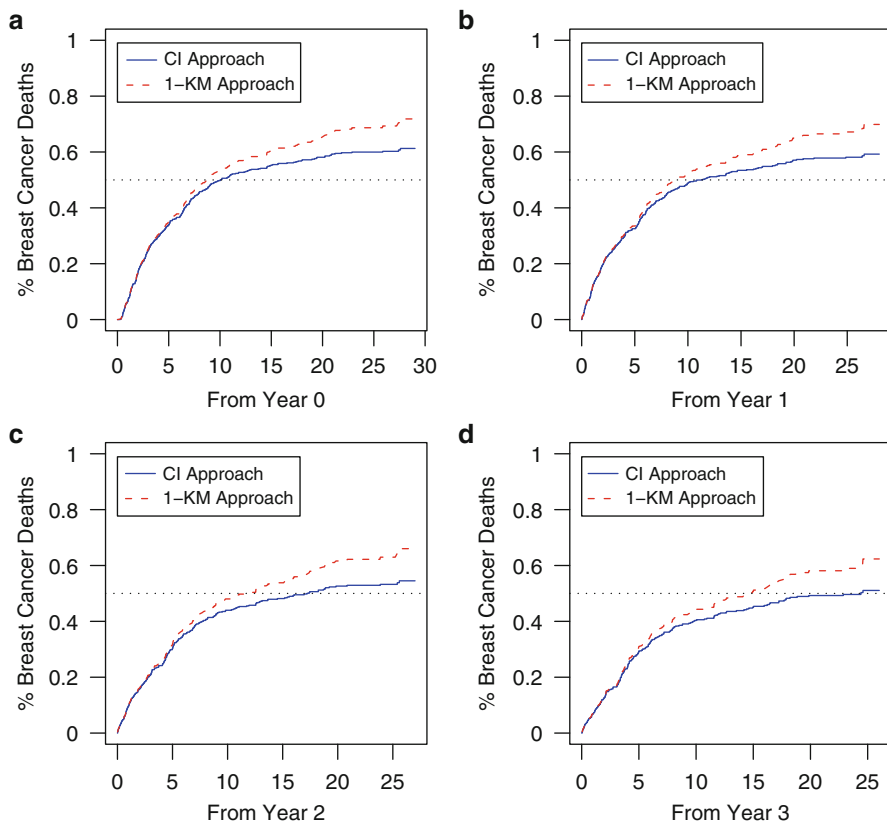 a
1
0.8
0.6
0.4
0.2
0
% Breast Cancer Deaths
CI Approach
1−KM Approach
0 5 10 15 20 25 30
From Year 0
b
1
0.8
0.6
0.4
0.2
0
% Breast Cancer Deaths
CI Approach
1−KM Approach
0 5 10 15 20 25
From Year 1
c
1
0.8
0.6
0.4
0.2
0
% Breast Cancer Deaths
CI Approach
1−KM Approach
0 5 10 15 20 25
From Year 2
d
1
0.8
0.6
0.4
0.2
0
% Breast Cancer Deaths
CI Approach
1−KM Approach
0 5 10 15 20 25
From Year 3